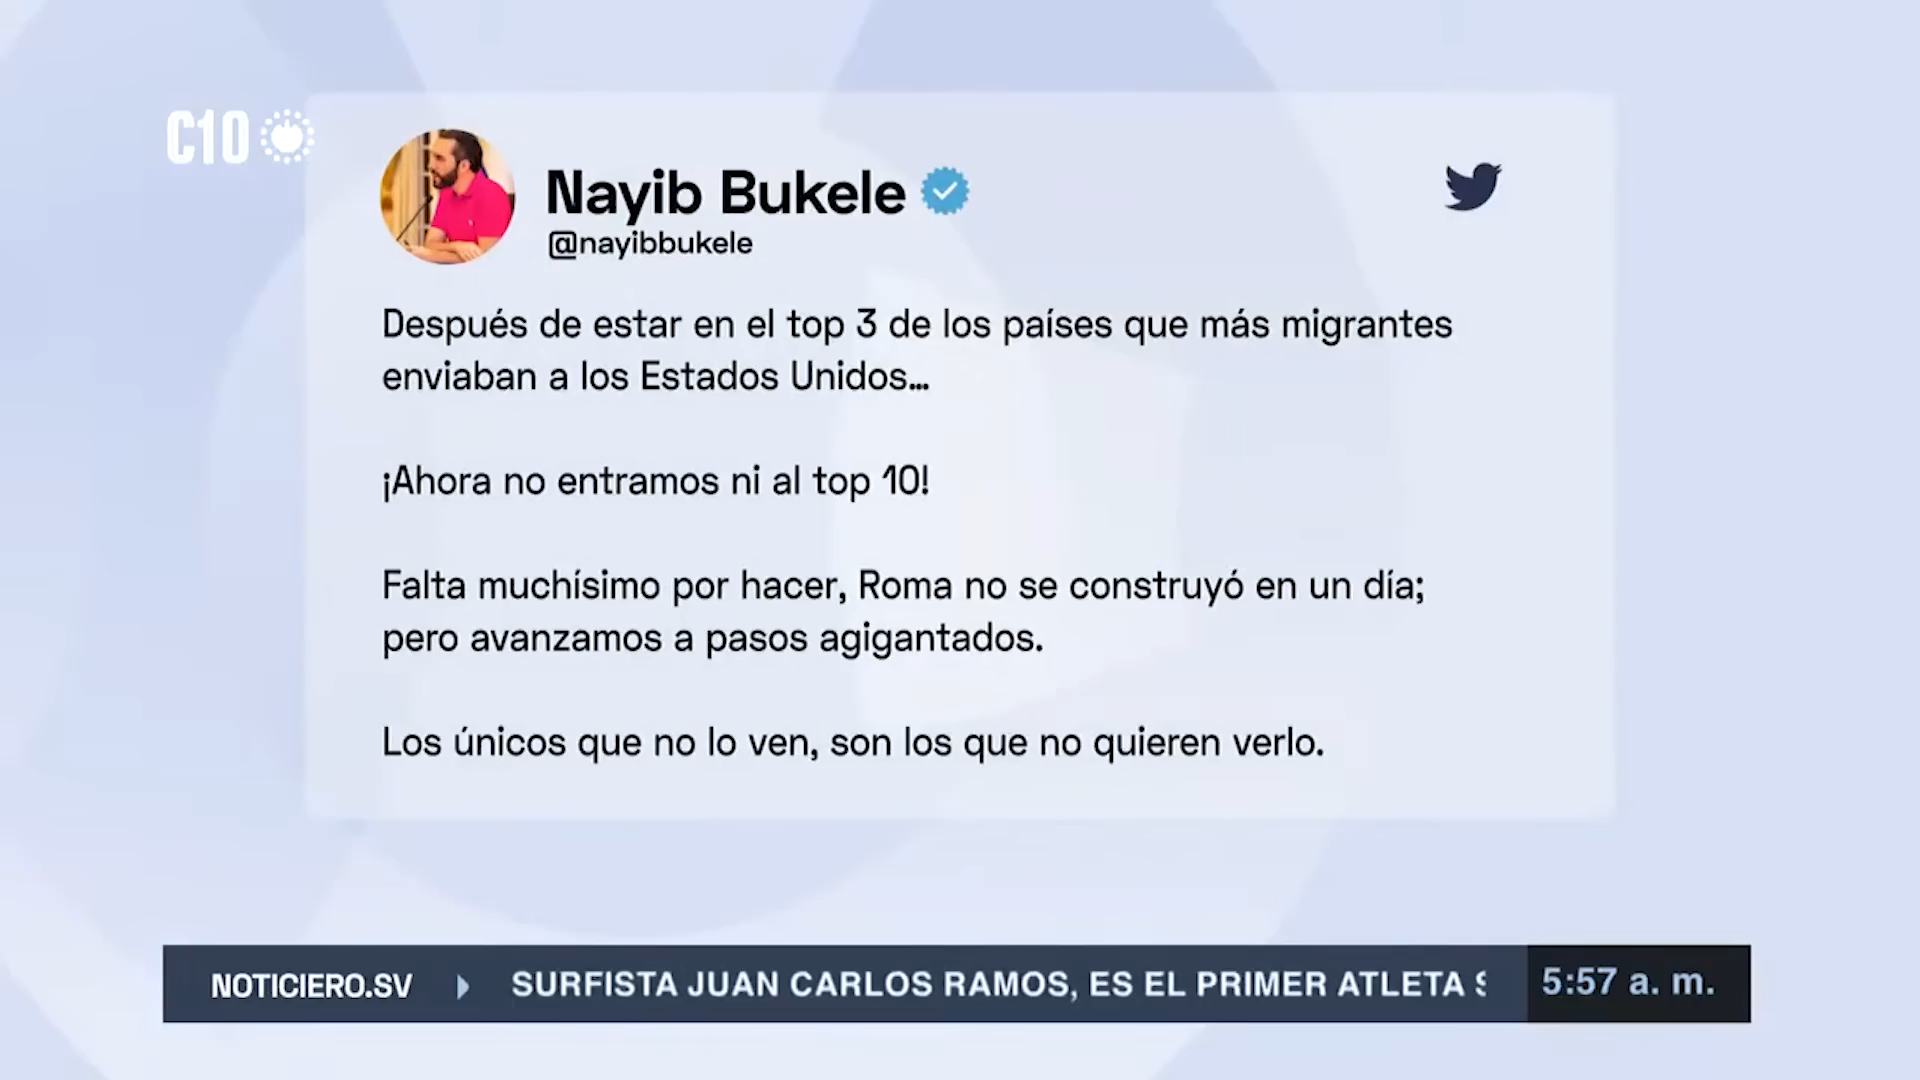 C10
Nayib Bukele
@nayibbukele
Después de estar en el top 3 de los países que más migrantes
enviaban a los Estados Unidos...
¡Ahora no entramos ni al top 10!
Falta muchísimo por hacer, Roma no se construyó en un día;
pero avanzamos a pasos agigantados.
Los únicos que no lo ven, son los que no quieren verlo.
NOTICIERO.SV
SURFISTA JUAN CARLOS RAMOS, ES EL PRIMER ATLETA
5:57 a. m.